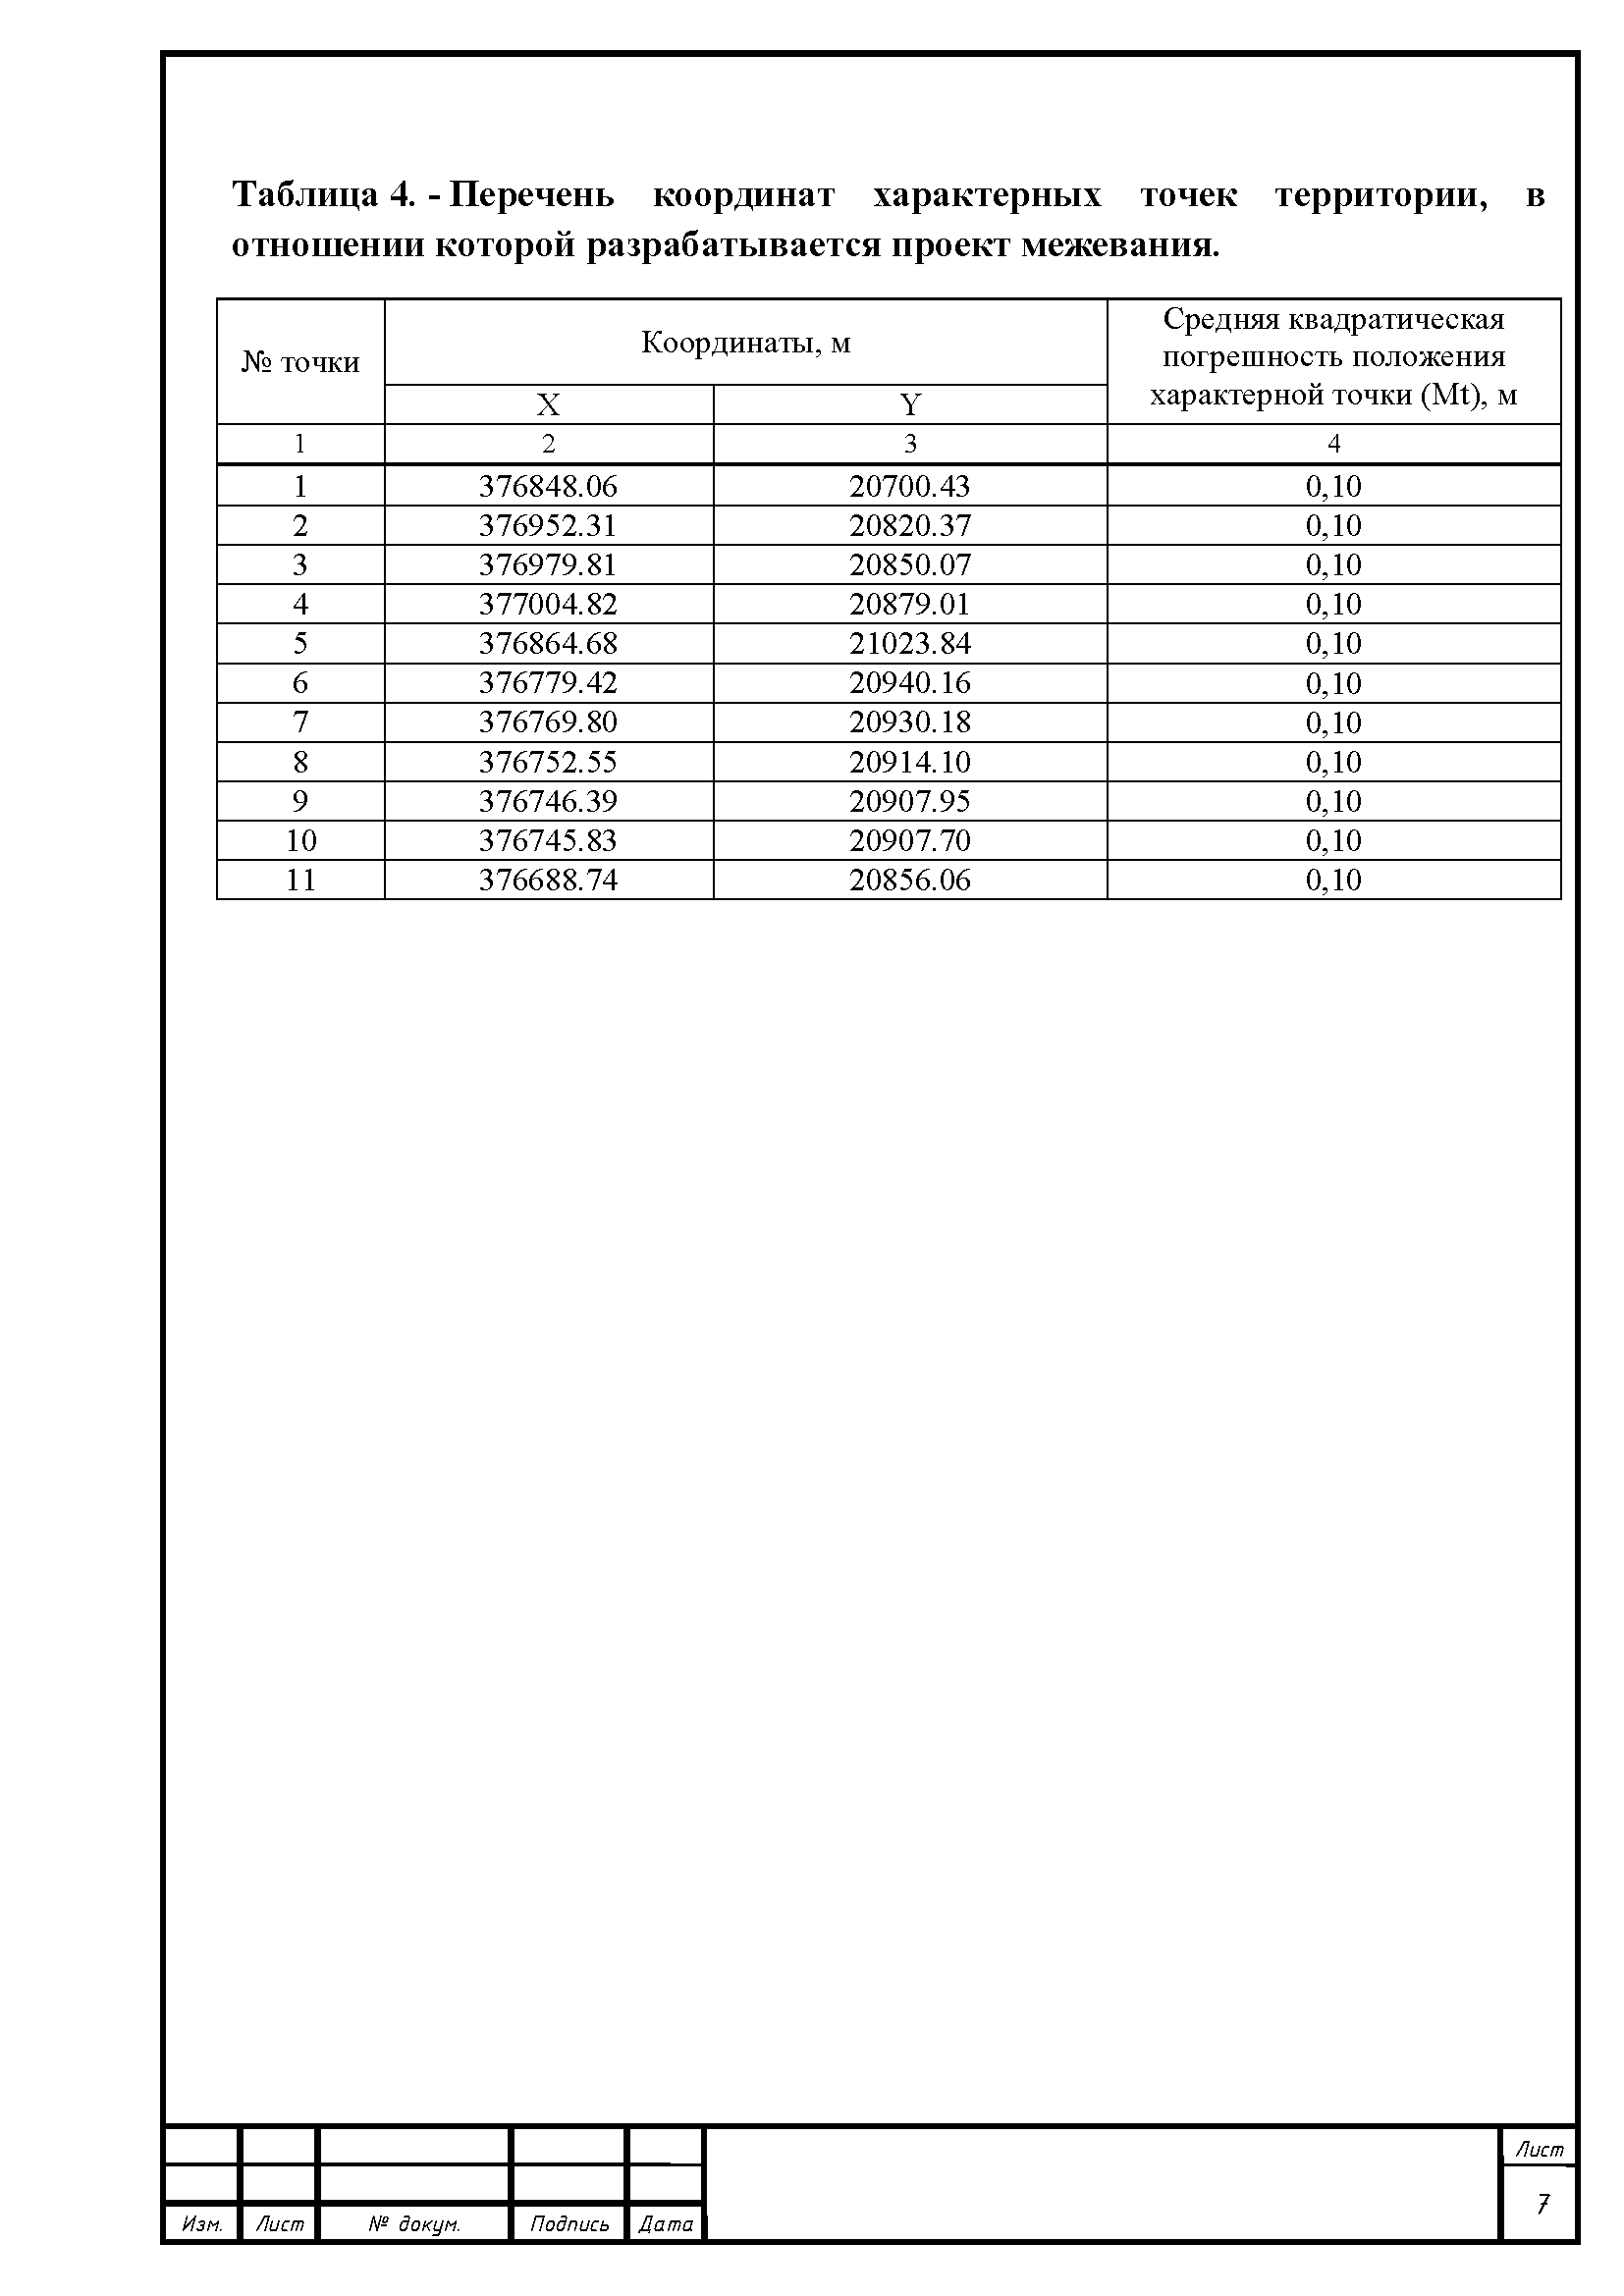 Таблица 4. - Перечень координат характерных точек территории, в
отношении которой разрабатывается проект межевания.
№ точки
Координаты, м
Средняя квадратическая
погрешность положения
характерной точки (Mt), м
X Y
1 2 3 4
1 376848.06 20700.43 0,10
2 376952.31 20820.37 0,10
3 376979.81 20850.07 0,10
4 377004.82 20879.01 0,10
5 376864.68 21023.84 0,10
6 376779.42 20940.16 0,10
7 376769.80 20930.18 0,10
8 376752.55 20914.10 0,10
9 376746.39 20907.95 0,10
10 376745.83 20907.70 0,10
11 376688.74 20856.06 0,10
Лист
7
Изм. Лист № докум. Подпись Дата